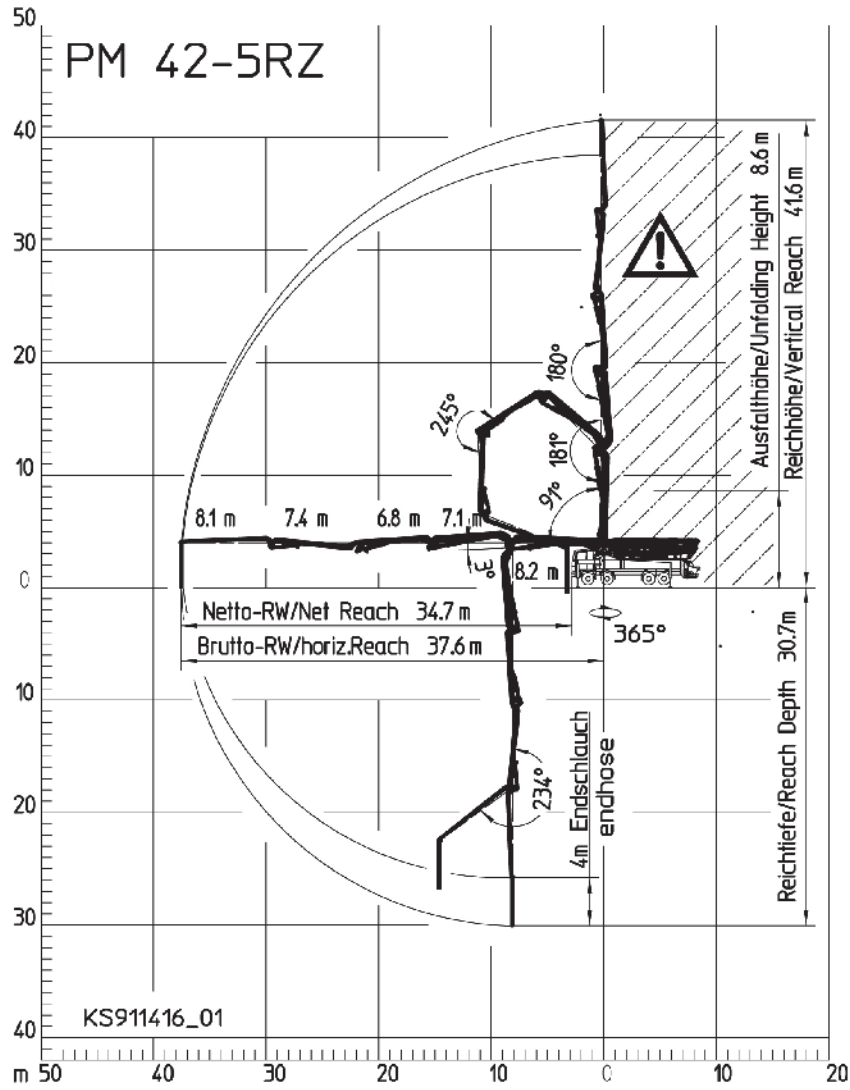 50
PM 42-5RZ
40
30
20
10
0
10
20
30
40
m 50 40 30 20 10 0 10 20
Ausfalthöhe/Unfolding Height 8.6 m
Reichhöhe/Vertical Reach 41.6 m
180°
245°
181°
91°
8.1 m 7.4 m 6.8 m 7.1 m
3°
8.2 m
Netto-RW/Net Reach 34.7 m
365°
Brutto-RW/horiz.Reach 37.6 m
234°
4m Endschlauch
endhose
Reichtiefe/Reach Depth 30.7m
KS911416_01